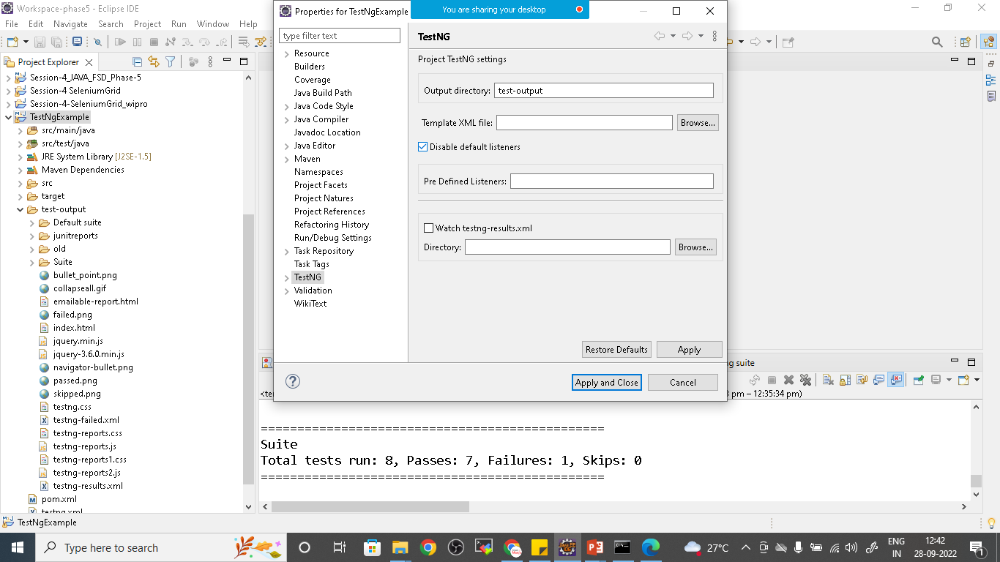 Workspace-phase5 - Eclipse IDE
File Edit Navigate Search Project Run Window Help
Project Explorer
Session-4_JAVA_FSD_Phase-5
Session-4 SeleniumGrid
Session-4-SeleniumGrid_wipro
TestNgExample
src/main/java
src/test/java
JRE System Library [J2SE-1.5]
Maven Dependencies
src
target
test-output
Default suite
junitreports
old
Suite
bullet_point.png
collapseall.gif
emailable-report.html
failed.png
index.html
jquery.min.js
jquery-3.6.0.min.js
navigator-bullet.png
passed.png
skipped.png
testng.css
testng-failed.xml
testng-reports.css
testng-reports.js
testng-reports1.css
testng-reports2.js
testng-results.xml
pom.xml
testng.xml
TestNgExample
Properties for TestNgExample
You are sharing your desktop
type filter text
Resource
Builders
Coverage
Java Build Path
Java Code Style
Java Compiler
Javadoc Location
Java Editor
Maven
Namespaces
Project Facets
Project Natures
Project References
Refactoring History
Run/Debug Settings
Task Repository
Task Tags
TestNG
Validation
WikiText
TestNG
Project TestNG settings
Output directory: test-output
Template XML file: Browse...
Disable default listeners
Pre Defined Listeners:
Watch testng-results.xml
Directory: Browse...
Restore Defaults Apply
Apply and Close Cancel
ng suite
<ter
pm – 12:35:34 pm)
===============================================
Suite
Total tests run: 8, Passes: 7, Failures: 1, Skips: 0
===============================================
Type here to search
27°C
ENG
IN
12:42
28-09-2022
1